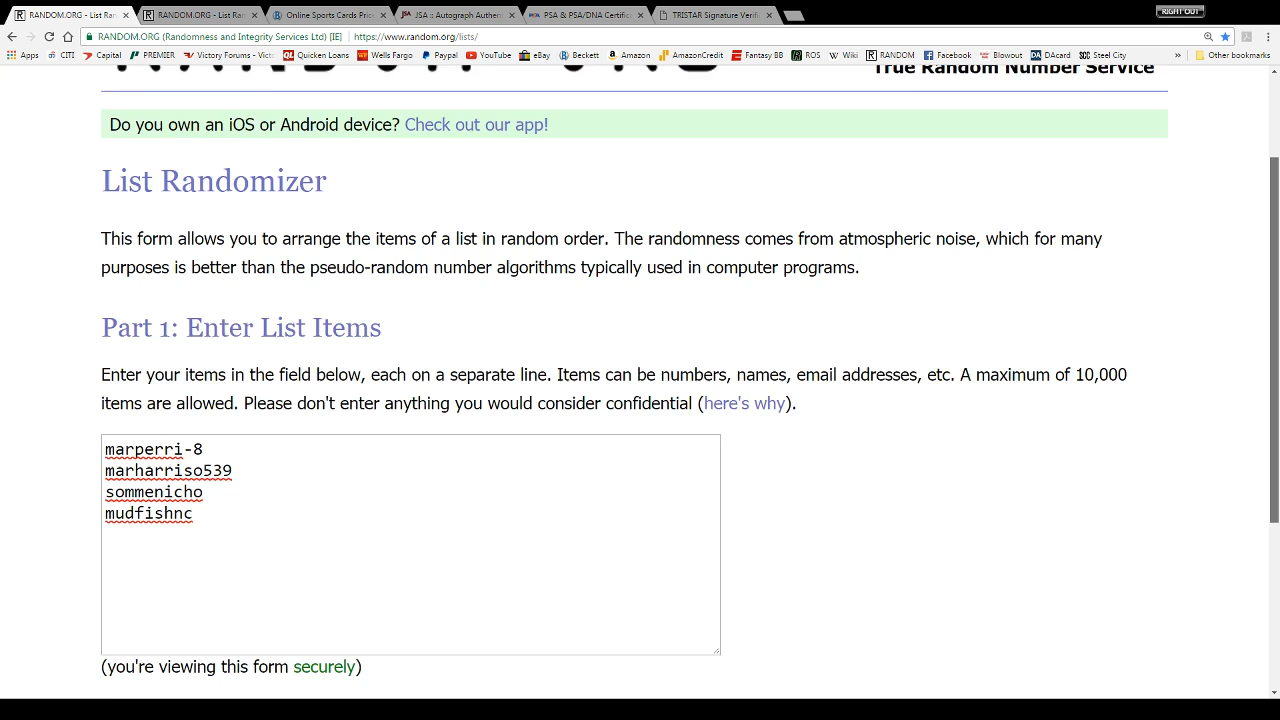 RANDOM.ORG - List Ran
RANDOM.ORG - List Ran
Online Sports Cards Pric
JSA :: Autograph Authent
PSA & PSA/DNA Certific
TRISTAR Signature Verifi
RIGHT OUT
RANDOM.ORG (Randomness and Integrity Services Ltd) [IE] https://www.random.org/lists/
Apps CITI Capital PREMIER Victory Forums - Victo Quicken Loans Wells Fargo Paypal YouTube eBay Beckett Amazon AmazonCredit Fantasy BB ROS Wiki RANDOM Facebook Blowout DAcard Steel City » Other bookmarks
True Random Number Service
Do you own an iOS or Android device? Check out our app!
List Randomizer
This form allows you to arrange the items of a list in random order. The randomness comes from atmospheric noise, which for many
purposes is better than the pseudo-random number algorithms typically used in computer programs.
Part 1: Enter List Items
Enter your items in the field below, each on a separate line. Items can be numbers, names, email addresses, etc. A maximum of 10,000
items are allowed. Please don't enter anything you would consider confidential (here's why).
marperri-8
marharriso539
sommenicho
mudfishnc
(you're viewing this form securely)